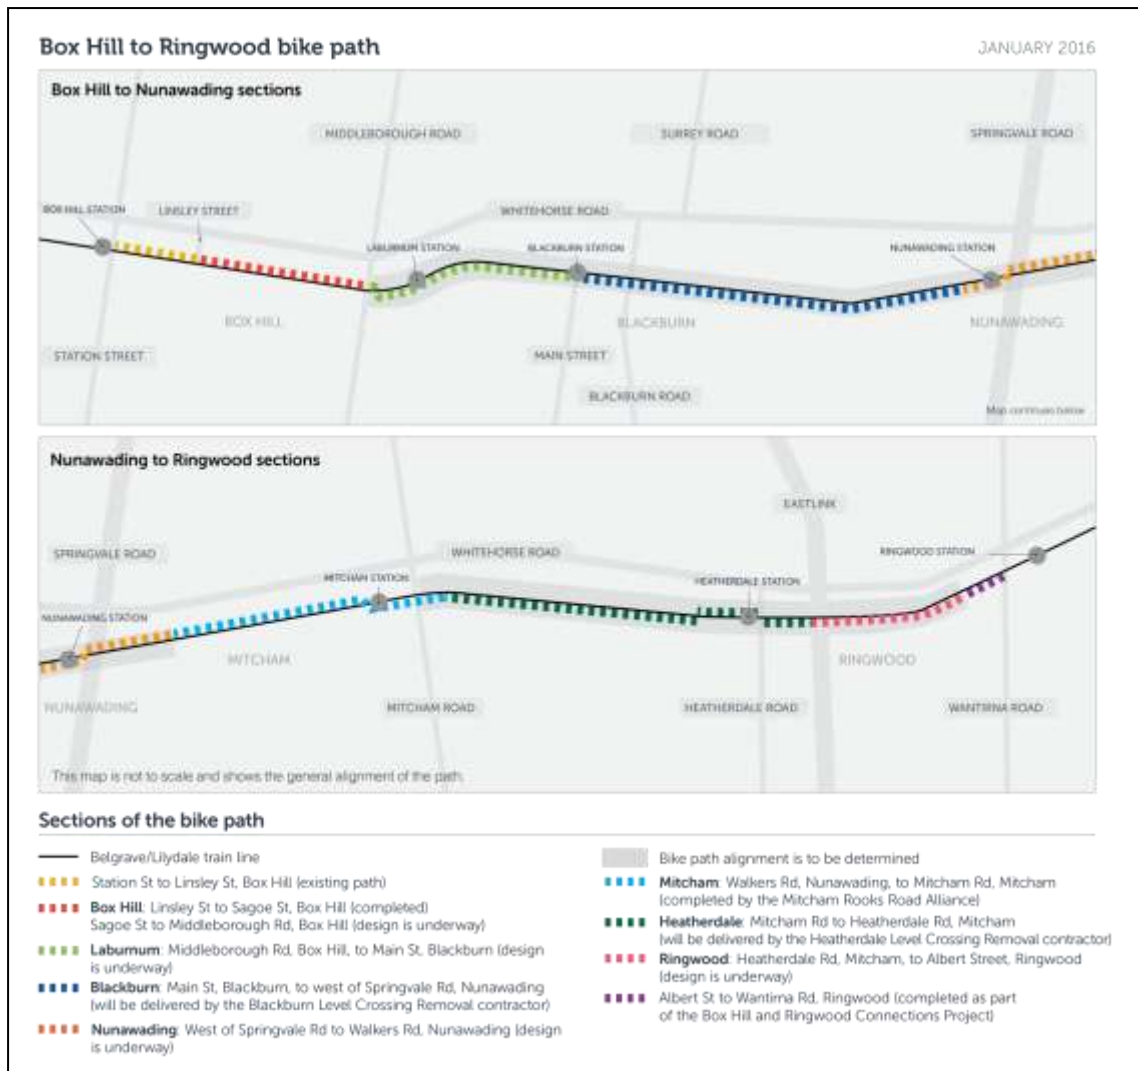 Box Hill to Ringwood bike path
JANUARY 2016
Box Hill to Nunawading sections
MIDDLEBOROUGH ROAD
SURREY ROAD
SPRINGVALE ROAD
BOX HILL STATION
LINSLEY STREET
WHITEHORSE ROAD
LABURNUM STATION
BLACKBURN STATION
NUNAWADING STATION
BOX HILL
BLACKBURN
NUNAWADING
STATION STREET
MAIN STREET
BLACKBURN ROAD
Map continues below
Nunawading to Ringwood sections
EASTLINK
SPRINGVALE ROAD
WHITEHORSE ROAD
RINGWOOD STATION
MITCHAM STATION
HEATHERDALE STATION
NUNAWADING STATION
MITCHAM
RINGWOOD
NUNAWADING
MITCHAM ROAD
HEATHERDALE ROAD
WANTIRNA ROAD
This map is not to scale and shows the general alignment of the path.
Sections of the bike path
Belgrave/Lilydale train line
Station St to Linsley St, Box Hill (existing path)
Box Hill: Linsley St to Sagoe St, Box Hill (completed)
Sagoe St to Middleborough Rd, Box Hill (design is underway)
Laburnum: Middleborough Rd, Box Hill, to Main St, Blackburn (design
is underway)
Blackburn: Main St, Blackburn, to west of Springvale Rd, Nunawading
(will be delivered by the Blackburn Level Crossing Removal contractor)
Nunawading: West of Springvale Rd to Walkers Rd, Nunawading (design
is underway)
Bike path alignment is to be determined
Mitcham: Walkers Rd, Nunawading, to Mitcham Rd, Mitcham
(completed by the Mitcham Rooks Road Alliance)
Heatherdale: Mitcham Rd to Heatherdale Rd, Mitcham
(will be delivered by the Heatherdale Level Crossing Removal contractor)
Ringwood: Heatherdale Rd, Mitcham, to Albert Street, Ringwood
(design is underway)
Albert St to Wantirna Rd, Ringwood (completed as part
of the Box Hill and Ringwood Connections Project)